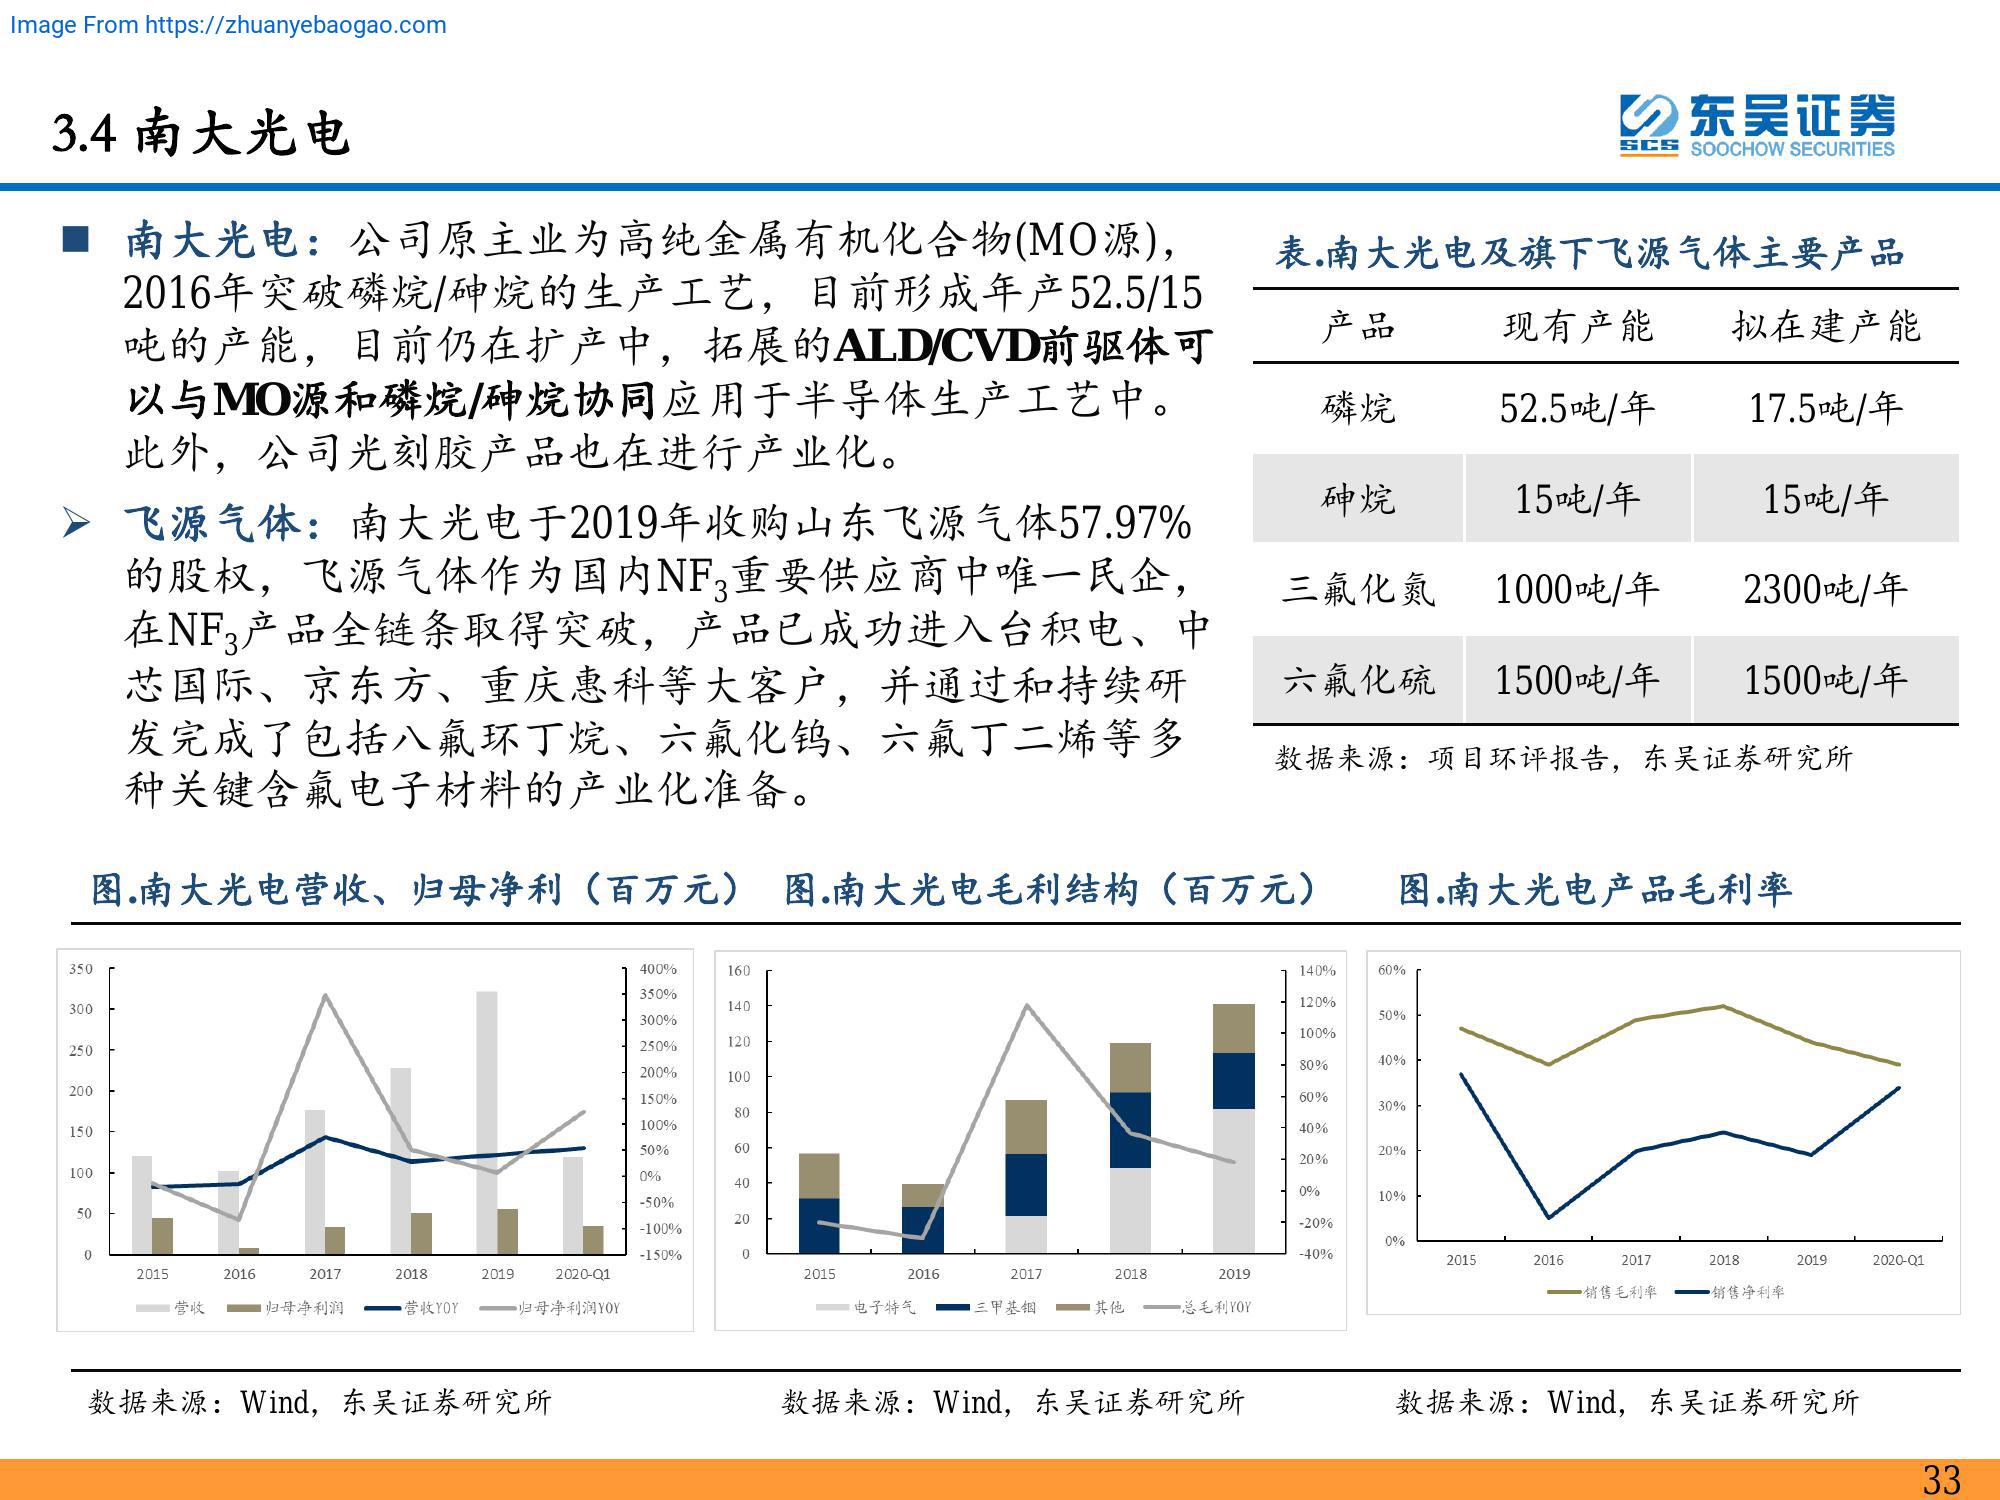 Image From https://zhuanyebaogao.com
3.4 南大光电
东吴证券
SCS SOOCHOW SECURITIES
南大光电：公司原主业为高纯金属有机化合物(MO源)，
2016年突破磷烷/砷烷的生产工艺，目前形成年产52.5/15
吨的产能，目前仍在扩产中，拓展的ALD/CVD前驱体可
以与MO源和磷烷/砷烷协同应用于半导体生产工艺中。
此外，公司光刻胶产品也在进行产业化。
飞源气体：南大光电于2019年收购山东飞源气体57.97%
的股权，飞源气体作为国内NF3重要供应商中唯一民企，
在NF3产品全链条取得突破，产品已成功进入台积电、中
芯国际、京东方、重庆惠科等大客户，并通过和持续研
发完成了包括八氟环丁烷、六氟化钨、六氟丁二烯等多
种关键含氟电子材料的产业化准备。
表.南大光电及旗下飞源气体主要产品
产品 现有产能 拟在建产能
磷烷 52.5吨/年 17.5吨/年
砷烷 15吨/年 15吨/年
三氟化氮 1000吨/年 2300吨/年
六氟化硫 1500吨/年 1500吨/年
数据来源：项目环评报告，东吴证券研究所
图.南大光电营收、归母净利（百万元）
350 400%
350%
300 300%
250 250%
200 200%
150%
150 100%
100 50%
0%
50 -50%
-100%
0 -150%
2015 2016 2017 2018 2019 2020-Q1
营收 归母净利润 营收YOY 归母净利润YOY
数据来源：Wind，东吴证券研究所
图.南大光电毛利结构（百万元）
160 140%
140 120%
120 100%
100 80%
80 60%
60 40%
40 20%
0%
20 -20%
0 -40%
2015 2016 2017 2018 2019
电子特气 三甲基铟 其他 总毛利YOY
数据来源：Wind，东吴证券研究所
图.南大光电产品毛利率
60%
50%
40%
30%
20%
10%
0%
2015 2016 2017 2018 2019 2020-Q1
销售毛利率 销售净利率
数据来源：Wind，东吴证券研究所
33